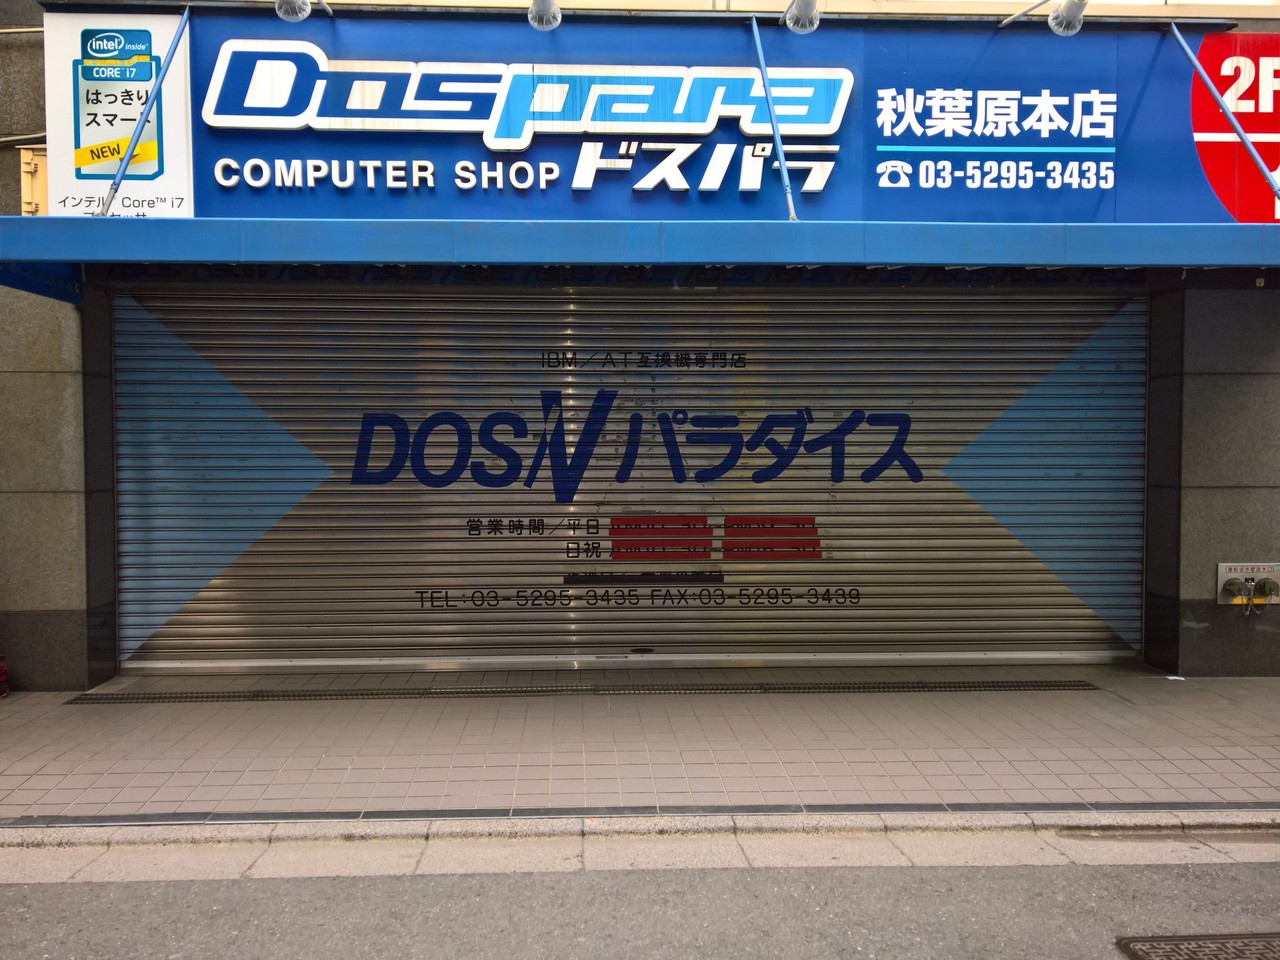 intel inside
CORE i7
はっきり
スマート
NEW
インテル Core™ i7
Dospara
COMPUTER SHOP ドスパラ
秋葉原本店
☎03-5295-3435
2F
IBM/AT互換機専門店
DOS/Vパラダイス
営業時間/平日
日祝
TEL:03-5295-3435 FAX:03-5295-3439